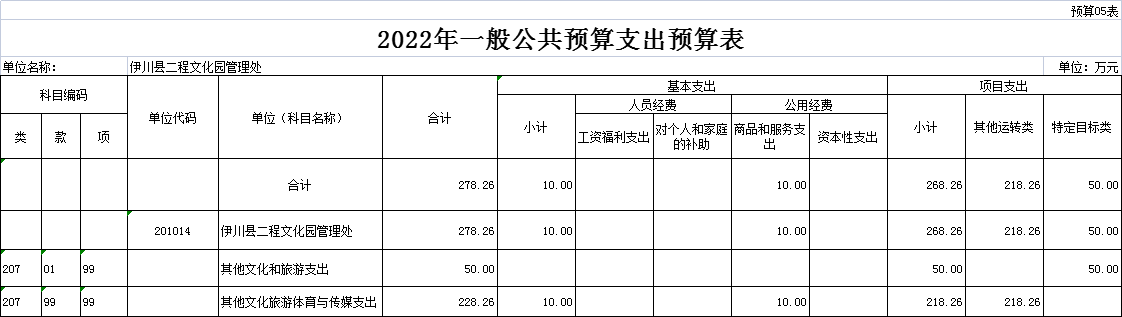 预算05表
2022年一般公共预算支出预算表
单位名称： 伊川县二程文化园管理处 单位：万元
科目编码 单位代码 单位（科目名称） 合计 基本支出 项目支出
人员经费 公用经费
类 款 项 小计 工资福利支出 对个人和家庭的补助 商品和服务支出 资本性支出 小计 其他运转类 特定目标类
合计 278.26 10.00 10.00 268.26 218.26 50.00
201014 伊川县二程文化园管理处 278.26 10.00 10.00 268.26 218.26 50.00
207 01 99 其他文化和旅游支出 50.00 50.00 50.00
207 99 99 其他文化旅游体育与传媒支出 228.26 10.00 10.00 218.26 218.26